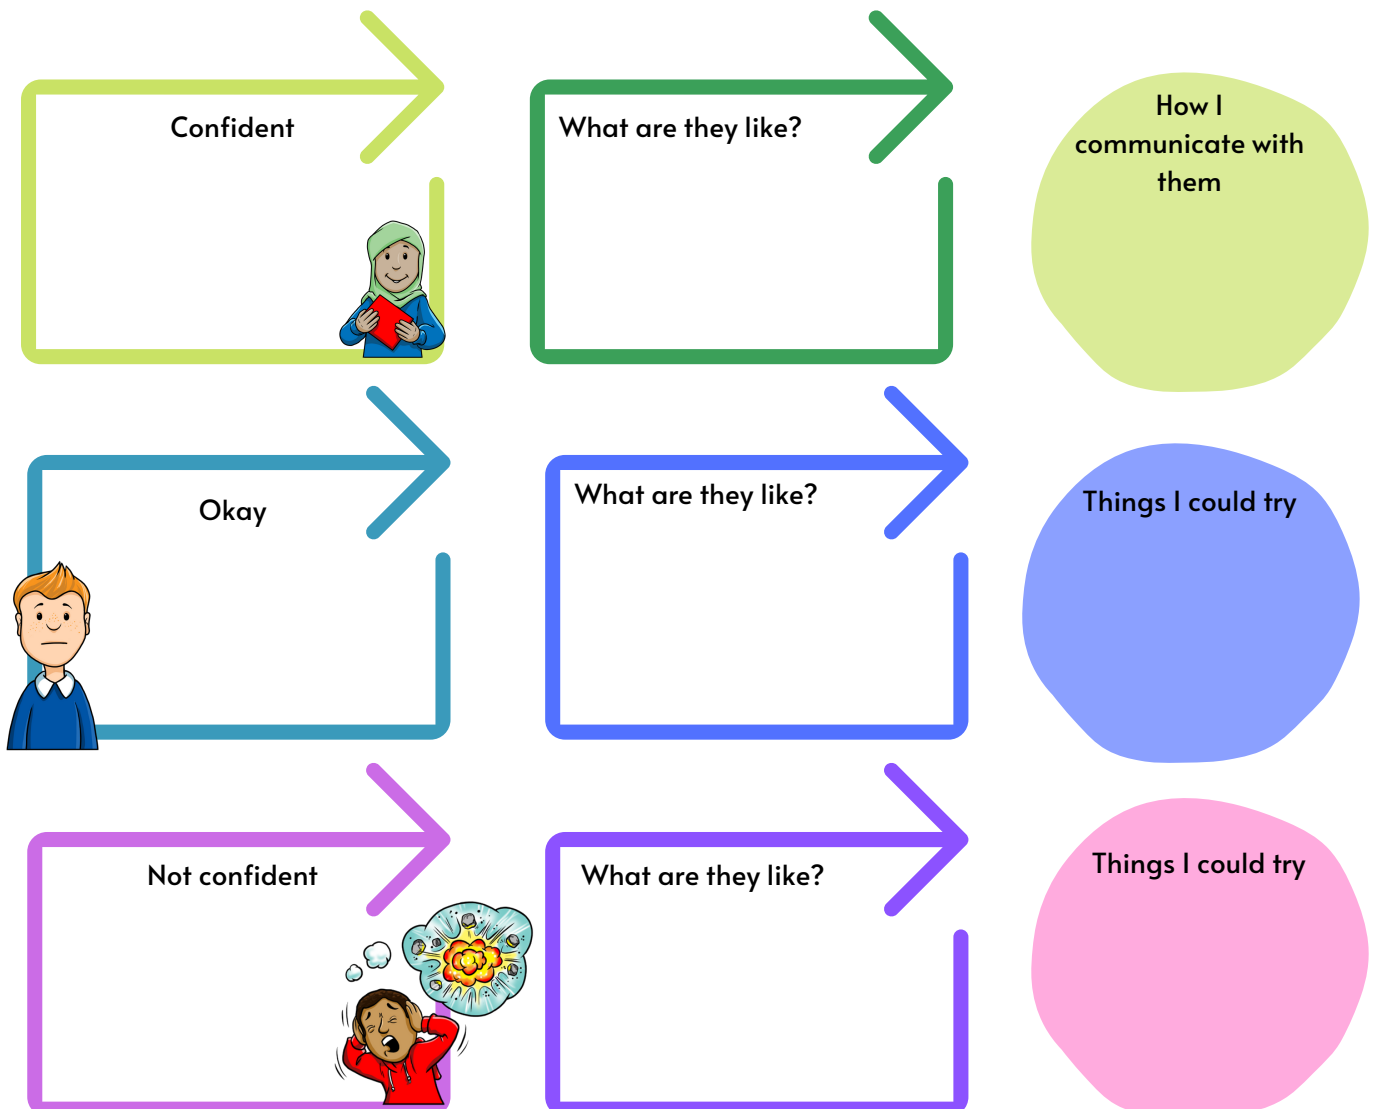 Confident
What are they like?
How I
communicate with
them
Okay
What are they like?
Things I could try
Not confident
What are they like?
Things I could try